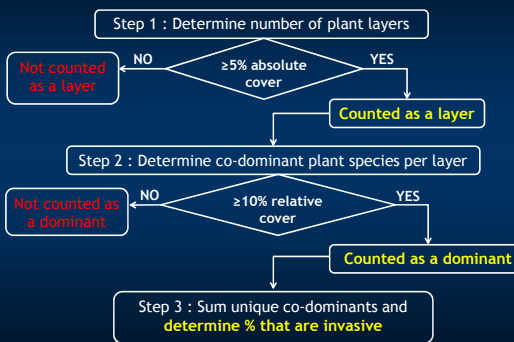 Step 1 : Determine number of plant layers
NO
YES
≥5% absolute
cover
Not counted
as a layer
Counted as a layer
Step 2 : Determine co-dominant plant species per layer
NO
YES
≥10% relative
cover
Not counted as
a dominant
Counted as a dominant
Step 3 : Sum unique co-dominants and
determine % that are invasive